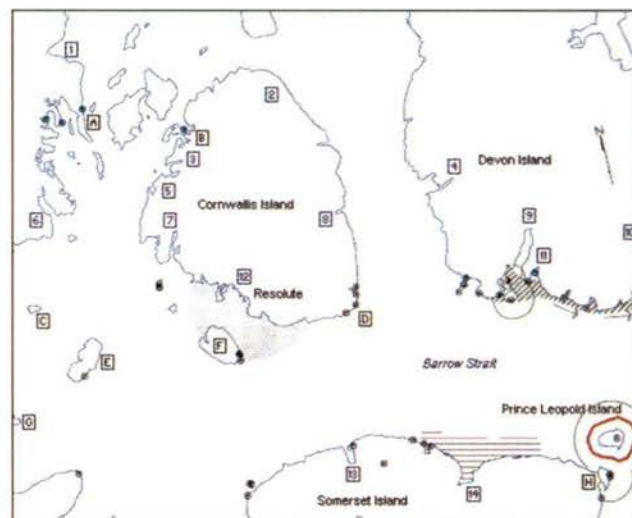 1
2
A
B
N
3
4
Devon Island
5
Cornwallis Island
6
7
8
9
10
11
12
Resolute
C
D
E
F
Barrow Strait
G
Prince Leopold Island
13
14
H
Somerset Island